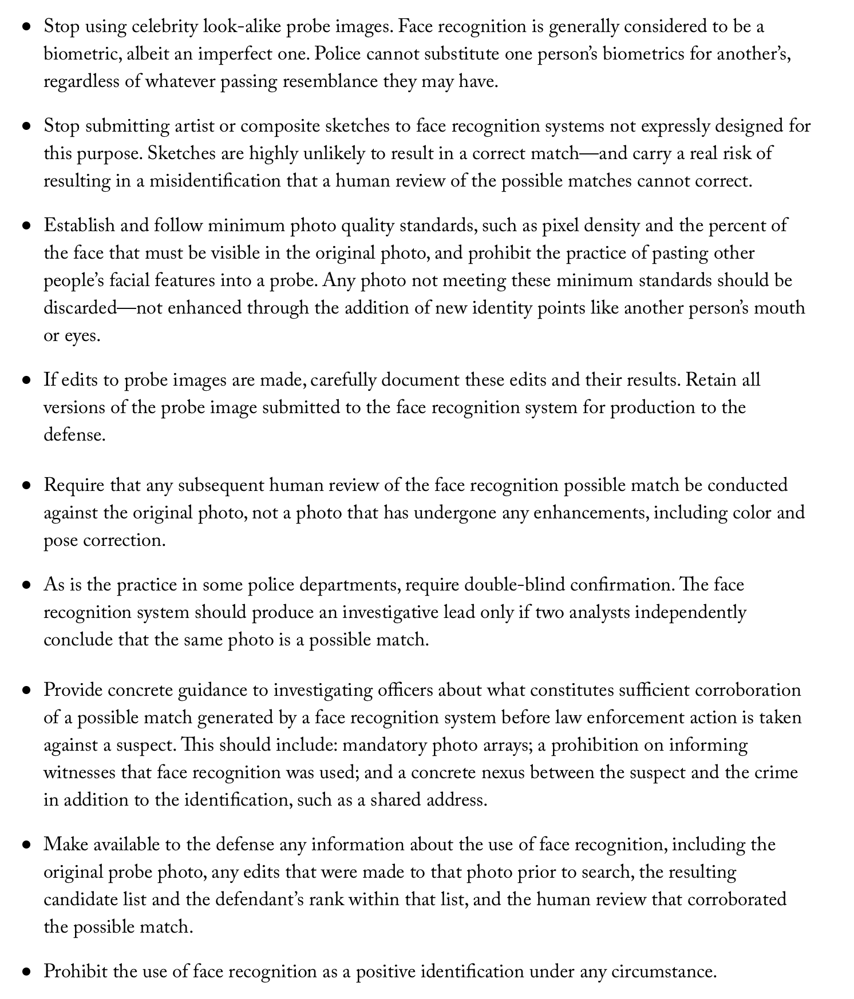 • Stop using celebrity look-alike probe images. Face recognition is generally considered to be a
biometric, albeit an imperfect one. Police cannot substitute one person’s biometrics for another’s,
regardless of whatever passing resemblance they may have.
• Stop submitting artist or composite sketches to face recognition systems not expressly designed for
this purpose. Sketches are highly unlikely to result in a correct match—and carry a real risk of
resulting in a misidentification that a human review of the possible matches cannot correct.
• Establish and follow minimum photo quality standards, such as pixel density and the percent of
the face that must be visible in the original photo, and prohibit the practice of pasting other
people’s facial features into a probe. Any photo not meeting these minimum standards should be
discarded—not enhanced through the addition of new identity points like another person’s mouth
or eyes.
• If edits to probe images are made, carefully document these edits and their results. Retain all
versions of the probe image submitted to the face recognition system for production to the
defense.
• Require that any subsequent human review of the face recognition possible match be conducted
against the original photo, not a photo that has undergone any enhancements, including color and
pose correction.
• As is the practice in some police departments, require double-blind confirmation. The face
recognition system should produce an investigative lead only if two analysts independently
conclude that the same photo is a possible match.
• Provide concrete guidance to investigating officers about what constitutes sufficient corroboration
of a possible match generated by a face recognition system before law enforcement action is taken
against a suspect. This should include: mandatory photo arrays; a prohibition on informing
witnesses that face recognition was used; and a concrete nexus between the suspect and the crime
in addition to the identification, such as a shared address.
• Make available to the defense any information about the use of face recognition, including the
original probe photo, any edits that were made to that photo prior to search, the resulting
candidate list and the defendant’s rank within that list, and the human review that corroborated
the possible match.
• Prohibit the use of face recognition as a positive identification under any circumstance.